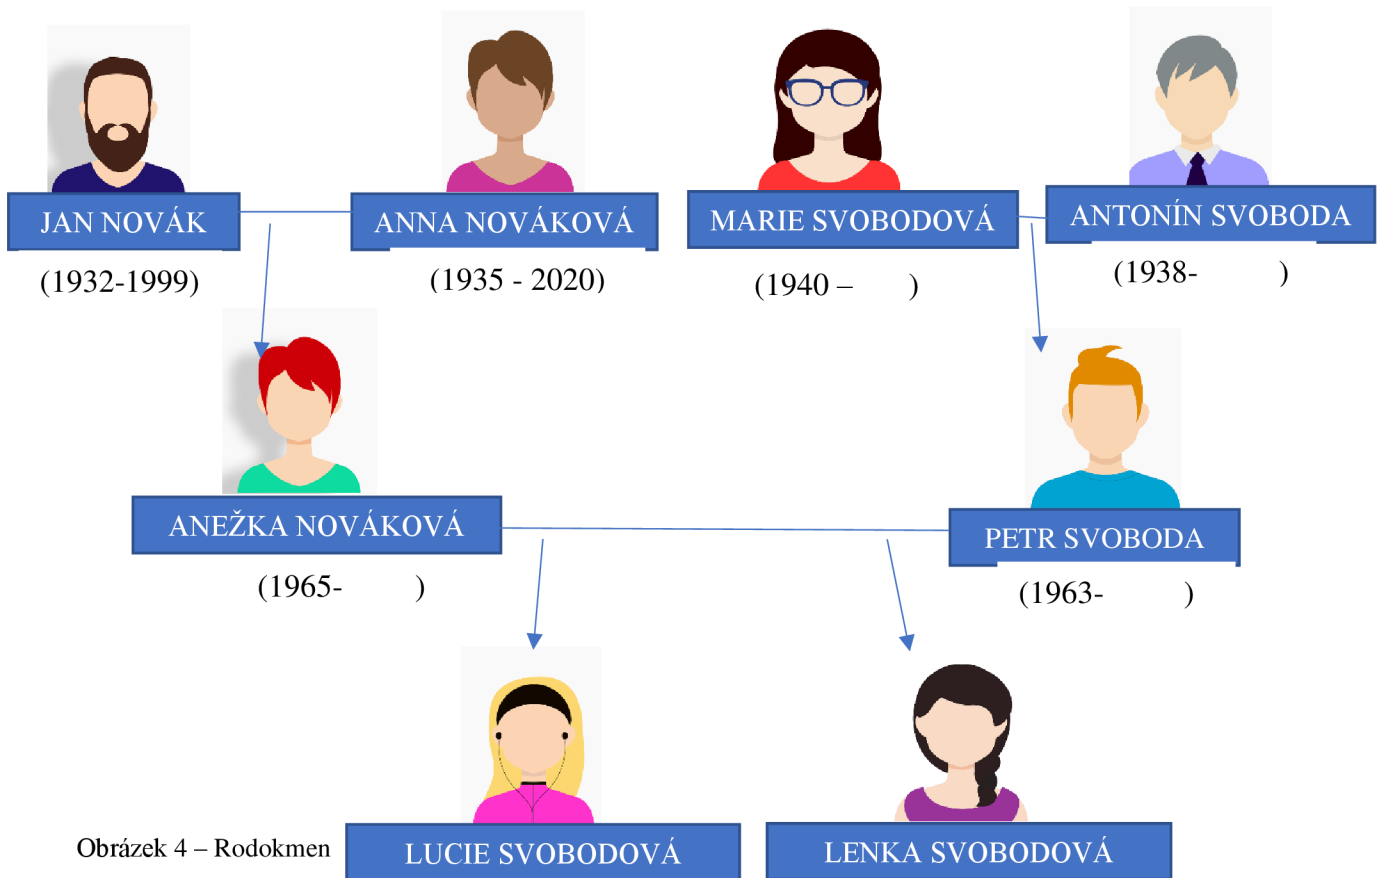 JAN NOVÁK
ANNA NOVÁKOVÁ
MARIE SVOBODOVÁ
ANTONÍN SVOBODA
(1932-1999)
(1935 - 2020)
(1940 – )
(1938- )
ANEŽKA NOVÁKOVÁ
PETR SVOBODA
(1965- )
(1963- )
Obrázek 4 – Rodokmen
LUCIE SVOBODOVÁ
LENKA SVOBODOVÁ